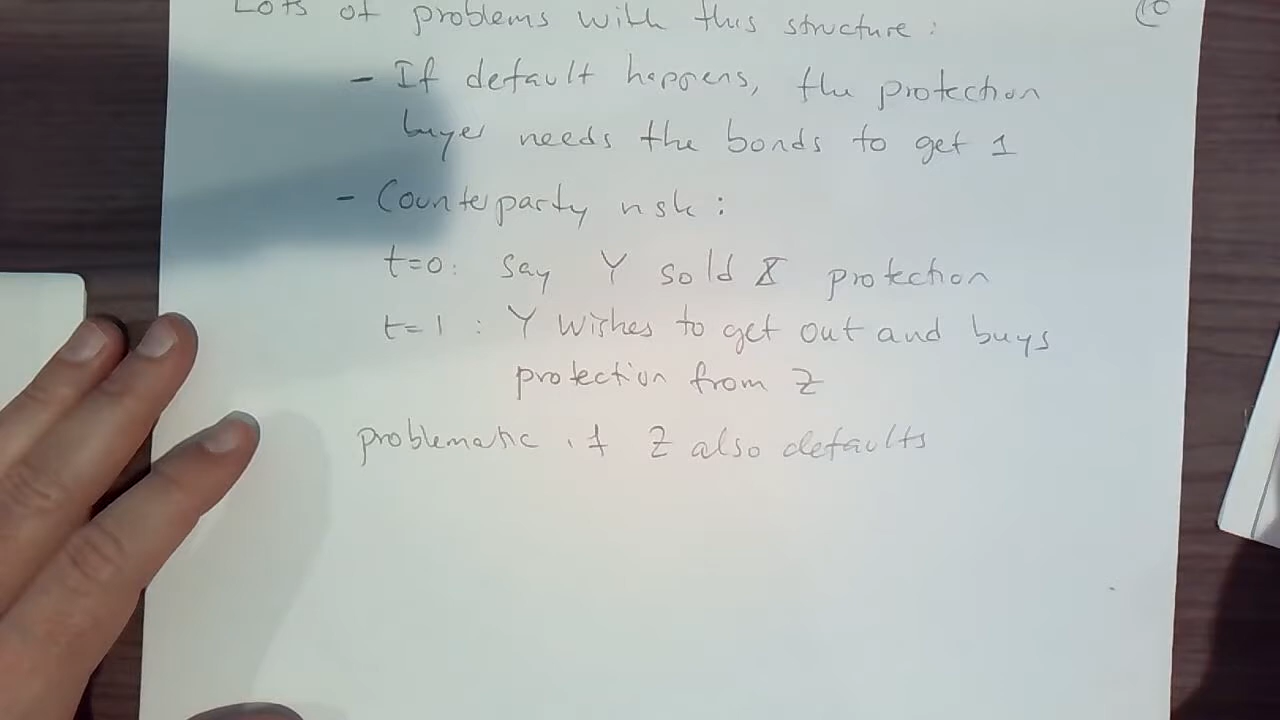 Lots of problems with this structure :
- If default happens, the protection
buyer needs the bonds to get 1
- Counterparty risk :
t=0: say Y sold X protection
t=1 : Y wishes to get out and buys
protection from Z
problematic if Z also defaults